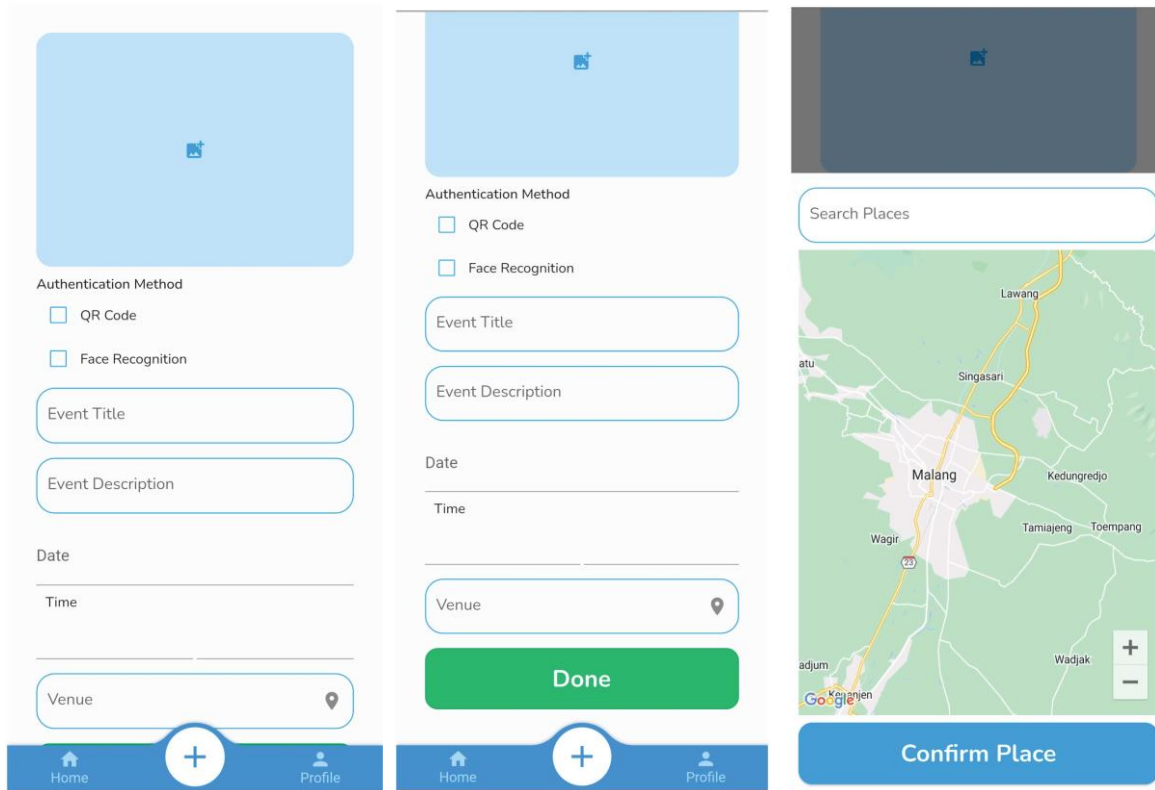 Authentication Method
QR Code
Face Recognition
Event Title
Event Description
Date
Time
Venue
Home
+
Profile
Authentication Method
QR Code
Face Recognition
Event Title
Event Description
Date
Time
Venue
Done
Home
+
Profile
Search Places
Lawang
atu
Singasari
Malang
Kedungredjo
Tamiajeng
Toempang
Wagir
23
Wadjak
adjum
Google
+
−
Confirm Place